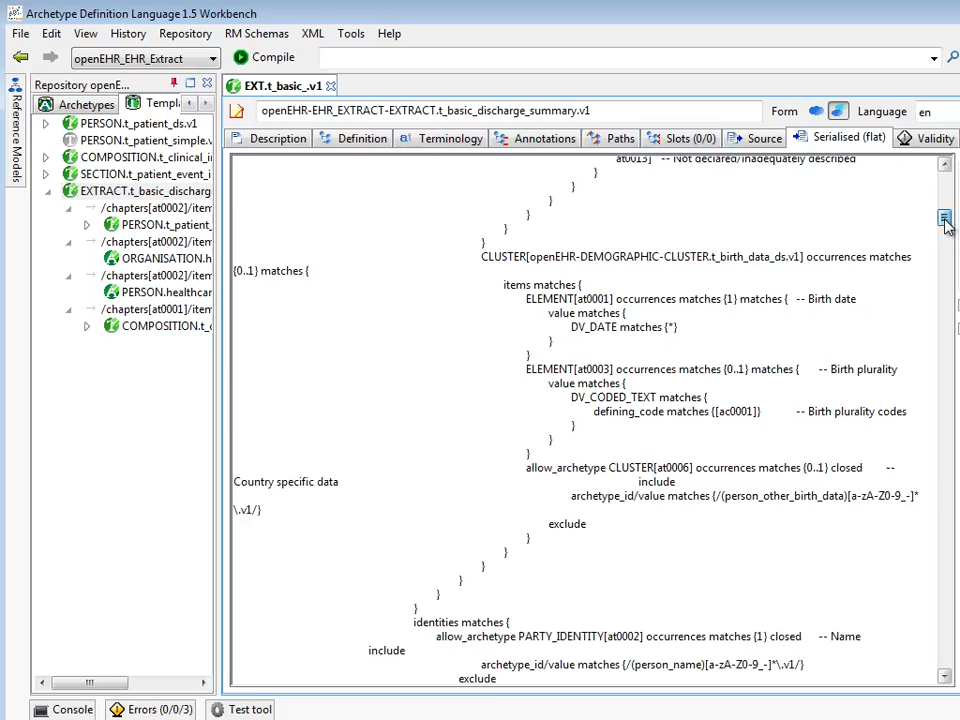 Archetype Definition Language 1.5 Workbench
File Edit View History Repository RM Schemas XML Tools Help
openEHR_EHR_Extract Compile
Repository openE...
EXT.t_basic_.v1
Archetypes Templa
openEHR-EHR_EXTRACT-EXTRACT.t_basic_discharge_summary.v1 Form Language en
Description Definition Terminology Annotations Paths Slots (0/0) Source Serialised (flat) Validity
Reference Models
PERSON.t_patient_ds.v1
PERSON.t_patient_simple.v
COMPOSITION.t_clinical_i
SECTION.t_patient_event_i
EXTRACT.t_basic_discharg
/chapters[at0002]/item
PERSON.t_patient_
/chapters[at0002]/item
ORGANISATION.h
/chapters[at0002]/item
PERSON.healthcar
/chapters[at0001]/item
COMPOSITION.t_c
at0013] -- Not declared/inadequately described
}
}
}
}
}
}
CLUSTER[openEHR-DEMOGRAPHIC-CLUSTER.t_birth_data_ds.v1] occurrences matches
{0..1} matches {
items matches {
ELEMENT[at0001] occurrences matches {1} matches { -- Birth date
value matches {
DV_DATE matches {*}
}
}
ELEMENT[at0003] occurrences matches {0..1} matches { -- Birth plurality
value matches {
DV_CODED_TEXT matches {
defining_code matches {[ac0001]} -- Birth plurality codes
}
}
}
allow_archetype CLUSTER[at0006] occurrences matches {0..1} closed --
Country specific data include
archetype_id/value matches {/(person_other_birth_data)[a-zA-Z0-9_-]*
\.v1/}
exclude
}
}
}
}
}
}
identities matches {
allow_archetype PARTY_IDENTITY[at0002] occurrences matches {1} closed -- Name
include
archetype_id/value matches {/(person_name)[a-zA-Z0-9_-]*\.v1/}
exclude
Console Errors (0/0/3) Test tool